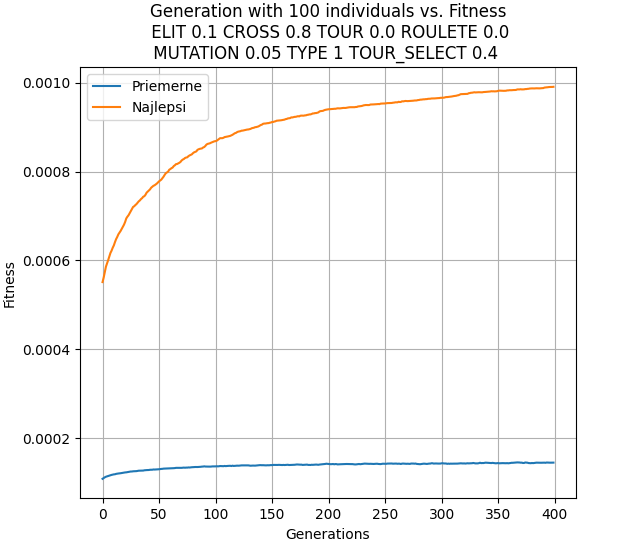 Generation with 100 individuals vs. Fitness
ELIT 0.1 CROSS 0.8 TOUR 0.0 ROULETE 0.0
MUTATION 0.05 TYPE 1 TOUR_SELECT 0.4
Priemerne
Najlepsi
0.0010
0.0008
0.0006
0.0004
0.0002
Fitness
0 50 100 150 200 250 300 350 400
Generations